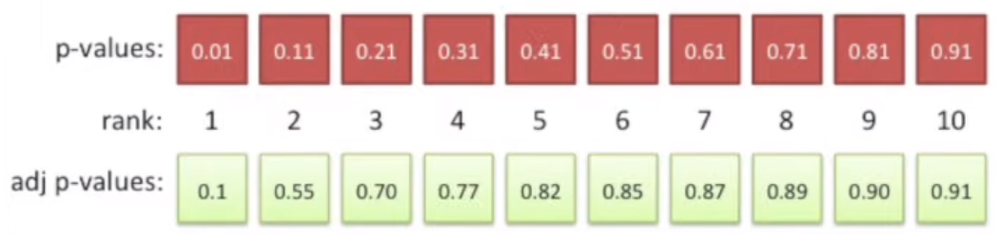 p-values: 0.01 0.11 0.21 0.31 0.41 0.51 0.61 0.71 0.81 0.91
rank: 1 2 3 4 5 6 7 8 9 10
adj p-values: 0.1 0.55 0.70 0.77 0.82 0.85 0.87 0.89 0.90 0.91